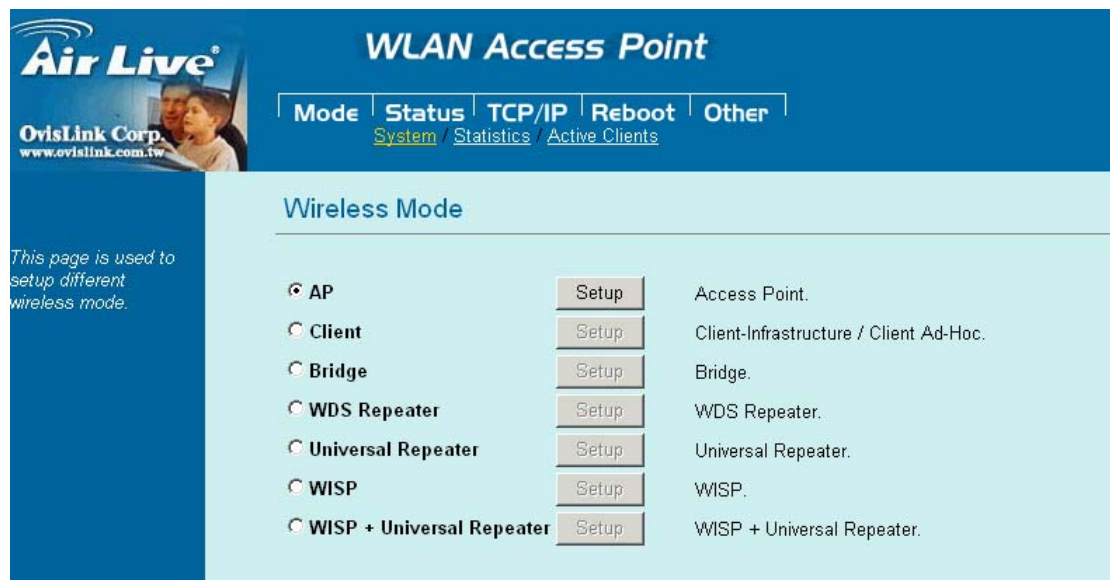 Air Live®
OvisLink Corp.
www.ovislink.com.tw
WLAN Access Point
Mode Status TCP/IP Reboot Other
System / Statistics / Active Clients
This page is used to
setup different
wireless mode.
Wireless Mode
AP Setup Access Point.
Client Setup Client-Infrastructure / Client Ad-Hoc.
Bridge Setup Bridge.
WDS Repeater Setup WDS Repeater.
Universal Repeater Setup Universal Repeater.
WISP Setup WISP.
WISP + Universal Repeater Setup WISP + Universal Repeater.